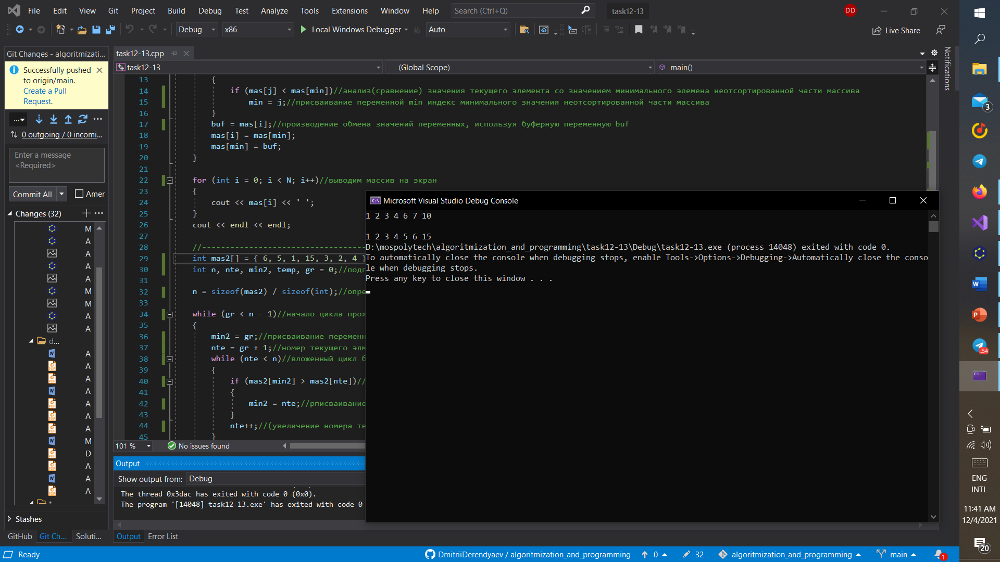 File Edit View Git Project Build Debug Test Analyze Tools Extensions Window Help Search (Ctrl+Q) task12-13 DD
Debug x86 Local Windows Debugger Auto Live Share
Git Changes - algoritmizati...
Successfully pushed
to origin/main.
Create a Pull
Request.
0 outgoing / 0 incomi...
Enter a message
<Required>
Commit All Amer
Changes (32)
M
A
A
A
A
M
M
A
A
d...
A
A
A
A
A
A
A
M
D
A
A
A
Stashes
GitHub Git Ch... Soluti...
task12-13.cpp
task12-13 (Global Scope) main()
13 {
14 if (mas[j] < mas[min])//анализ(сравнение) значения текущего элемента со значением минимального элемена неотсортированной части массива
15 min = j;//присваивание переменной min индекс минимального значения неотсортированной части массива
16 }
17 buf = mas[i];//производение обмена значений переменных, используя буферную переменную buf
18 mas[i] = mas[min];
19 mas[min] = buf;
20 }
21
22 for (int i = 0; i < N; i++)//выводим массив на экран
23 {
24 cout << mas[i] << ' ';
25 }
26 cout << endl << endl;
27
28 //-----------------------------------
29 int mas2[] = { 6, 5, 1, 15, 3, 2, 4 }
30 int n, nte, min2, temp, gr = 0;//подг
31
32 n = sizeof(mas2) / sizeof(int);//опре
33
34 while (gr < n - 1)//начало цикла прох
35 {
36 min2 = gr;//присваивание переменн
37 nte = gr + 1;//номер текущего элм
38 while (nte < n)//вложенный цикл б
39 {
40 if (mas2[min2] > mas2[nte])//
41 {
42 min2 = nte;//рписваивание
43 }
44 nte++;//(увеличение номера те
45 }
101 % No issues found
Output
Show output from: Debug
The thread 0x3dac has exited with code 0 (0x0).
The program '[14048] task12-13.exe' has exited with code 0
Output Error List
Microsoft Visual Studio Debug Console
1 2 3 4 6 7 10
1 2 3 4 5 6 15
D:\mospolytech\algoritmization_and_programming\task12-13\Debug\task12-13.exe (process 14048) exited with code 0.
To automatically close the console when debugging stops, enable Tools->Options->Debugging->Automatically close the conso
le when debugging stops.
Press any key to close this window . . .
Notifications
3
..54
ENG
INTL
11:41 AM
12/4/2021
20
Ready DmitriiDerendyaev / algoritmization_and_programming 0 32 algoritmization_and_programming main 1